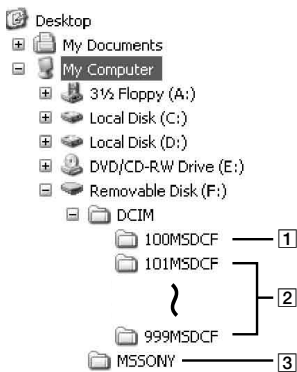 Desktop
My Documents
My Computer
3½ Floppy (A:)
Local Disk (C:)
Local Disk (D:)
DVD/CD-RW Drive (E:)
Removable Disk (F:)
DCIM
100MSDCF 1
101MSDCF
2
999MSDCF
MSSONY 3